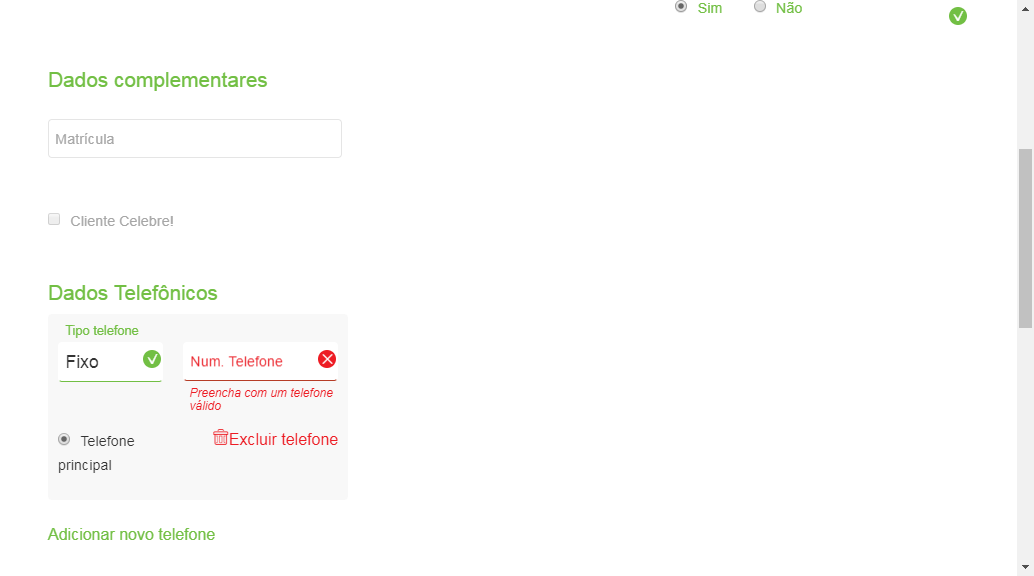 Sim Não
Dados complementares
Matrícula
Cliente Celebre!
Dados Telefônicos
Tipo telefone
Fixo
Num. Telefone
Preencha com um telefone
válido
Telefone
principal
Excluir telefone
Adicionar novo telefone